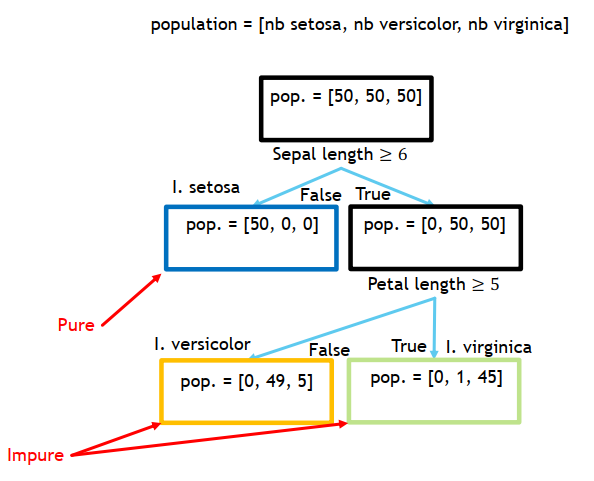 population = [nb setosa, nb versicolor, nb virginica]
pop. = [50, 50, 50]
Sepal length ≥ 6
I. setosa
False True
pop. = [50, 0, 0]
pop. = [0, 50, 50]
Petal length ≥ 5
Pure
I. versicolor
False
True
I. virginica
pop. = [0, 49, 5]
pop. = [0, 1, 45]
Impure